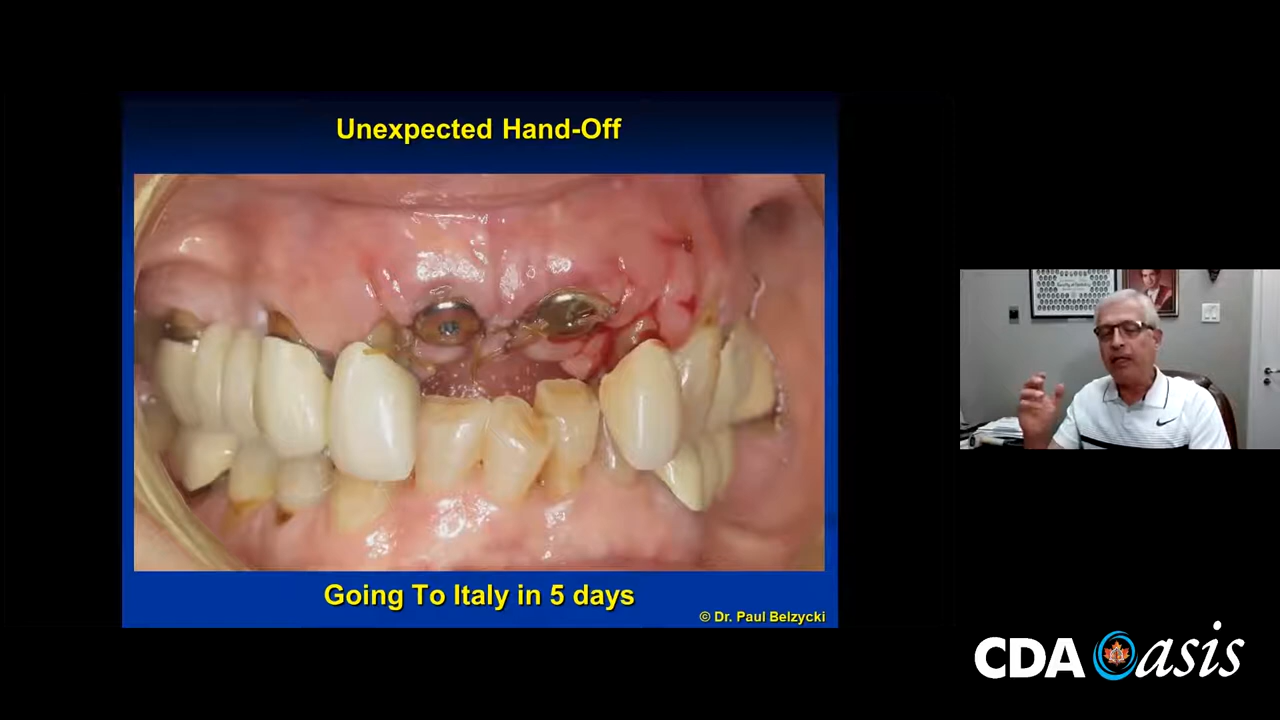 Unexpected Hand-Off
Going To Italy in 5 days
© Dr. Paul Belzycki
CDA Oasis